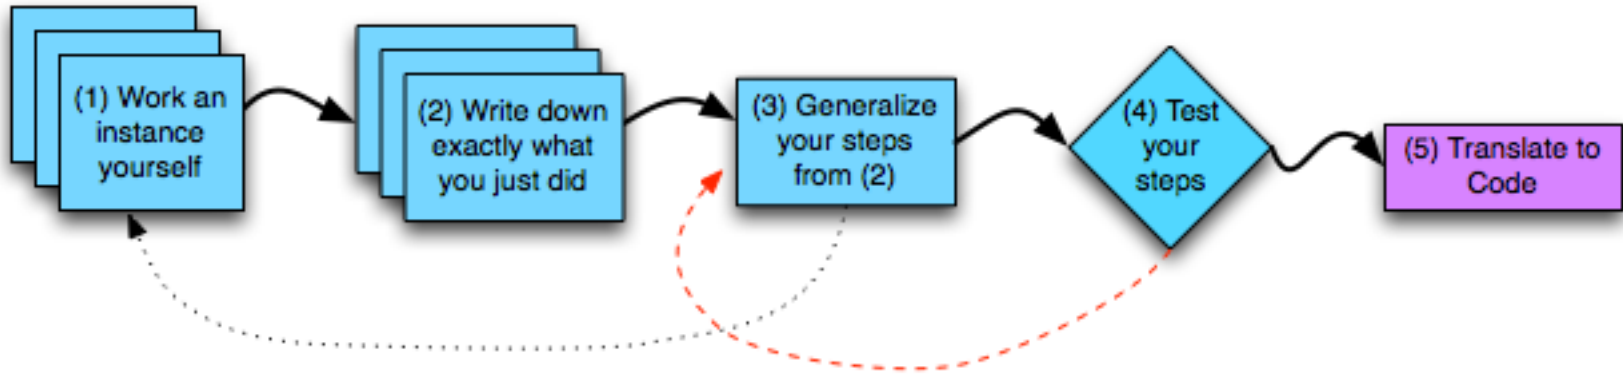 (1) Work an
instance
yourself
(2) Write down
exactly what
you just did
(3) Generalize
your steps
from (2)
(4) Test
your
steps
(5) Translate to
Code